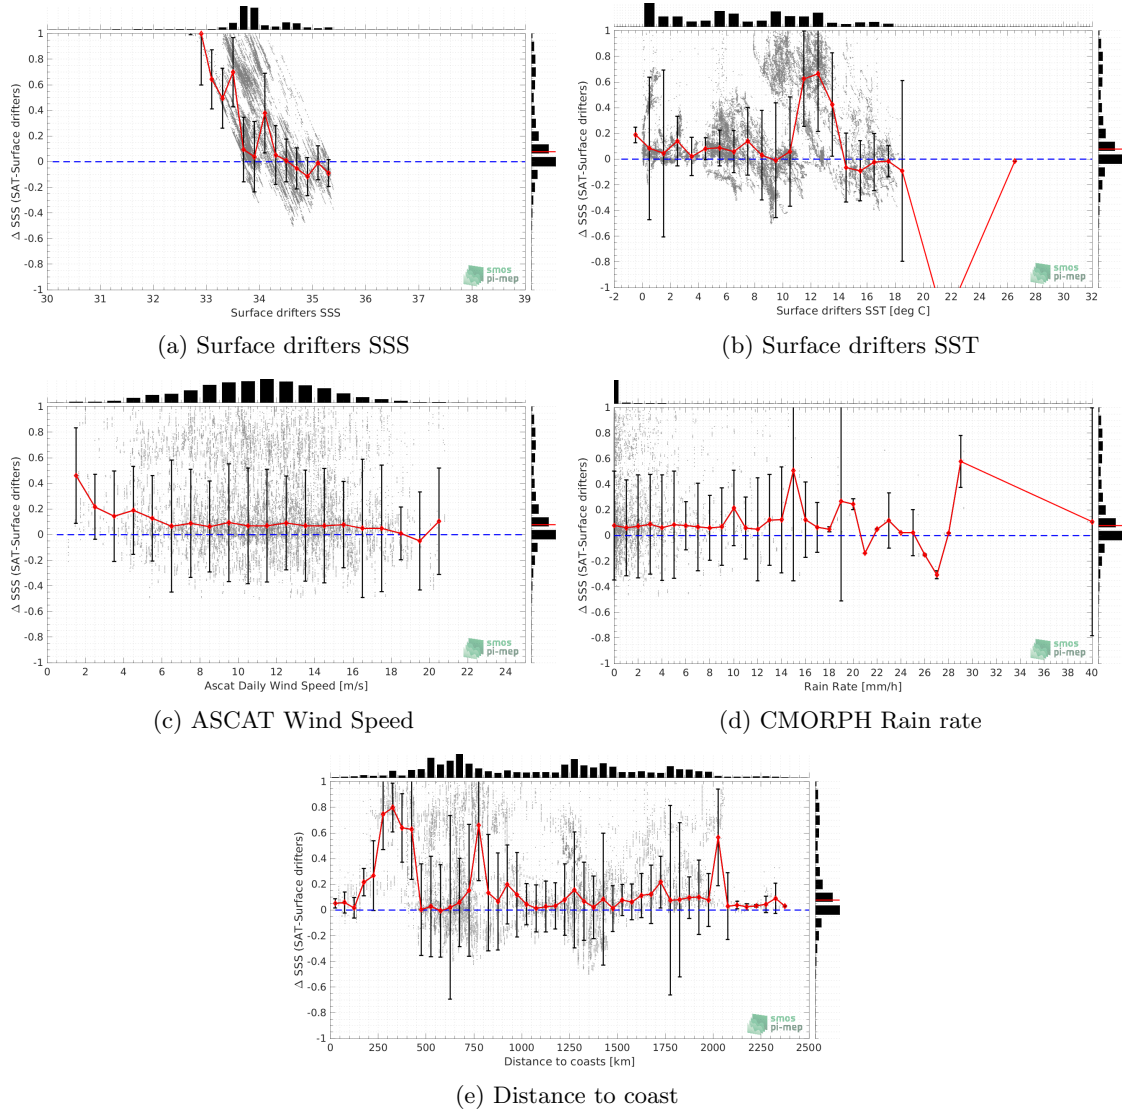 1
0.8
0.6
0.4
0.2
0
-0.2
-0.4
-0.6
-0.8
-1
Δ SSS (SAT-Surface drifters)
30 31 32 33 34 35 36 37 38 39
Surface drifters SSS
smos
pi-mep
(a) Surface drifters SSS
1
0.8
0.6
0.4
0.2
0
-0.2
-0.4
-0.6
-0.8
-1
Δ SSS (SAT-Surface drifters)
-2 0 2 4 6 8 10 12 14 16 18 20 22 24 26 28 30 32
Surface drifters SST [deg C]
smos
pi-mep
(b) Surface drifters SST
1
0.8
0.6
0.4
0.2
0
-0.2
-0.4
-0.6
-0.8
-1
Δ SSS (SAT-Surface drifters)
0 2 4 6 8 10 12 14 16 18 20 22 24
Ascat Daily Wind Speed [m/s]
smos
pi-mep
(c) ASCAT Wind Speed
1
0.8
0.6
0.4
0.2
0
-0.2
-0.4
-0.6
-0.8
-1
Δ SSS (SAT-Surface drifters)
0 2 4 6 8 10 12 14 16 18 20 22 24 26 28 30 32 34 36 38 40
Rain Rate [mm/h]
smos
pi-mep
(d) CMORPH Rain rate
1
0.8
0.6
0.4
0.2
0
-0.2
-0.4
-0.6
-0.8
-1
Δ SSS (SAT-Surface drifters)
0 250 500 750 1000 1250 1500 1750 2000 2250 2500
Distance to coasts [km]
smos
pi-mep
(e) Distance to coast